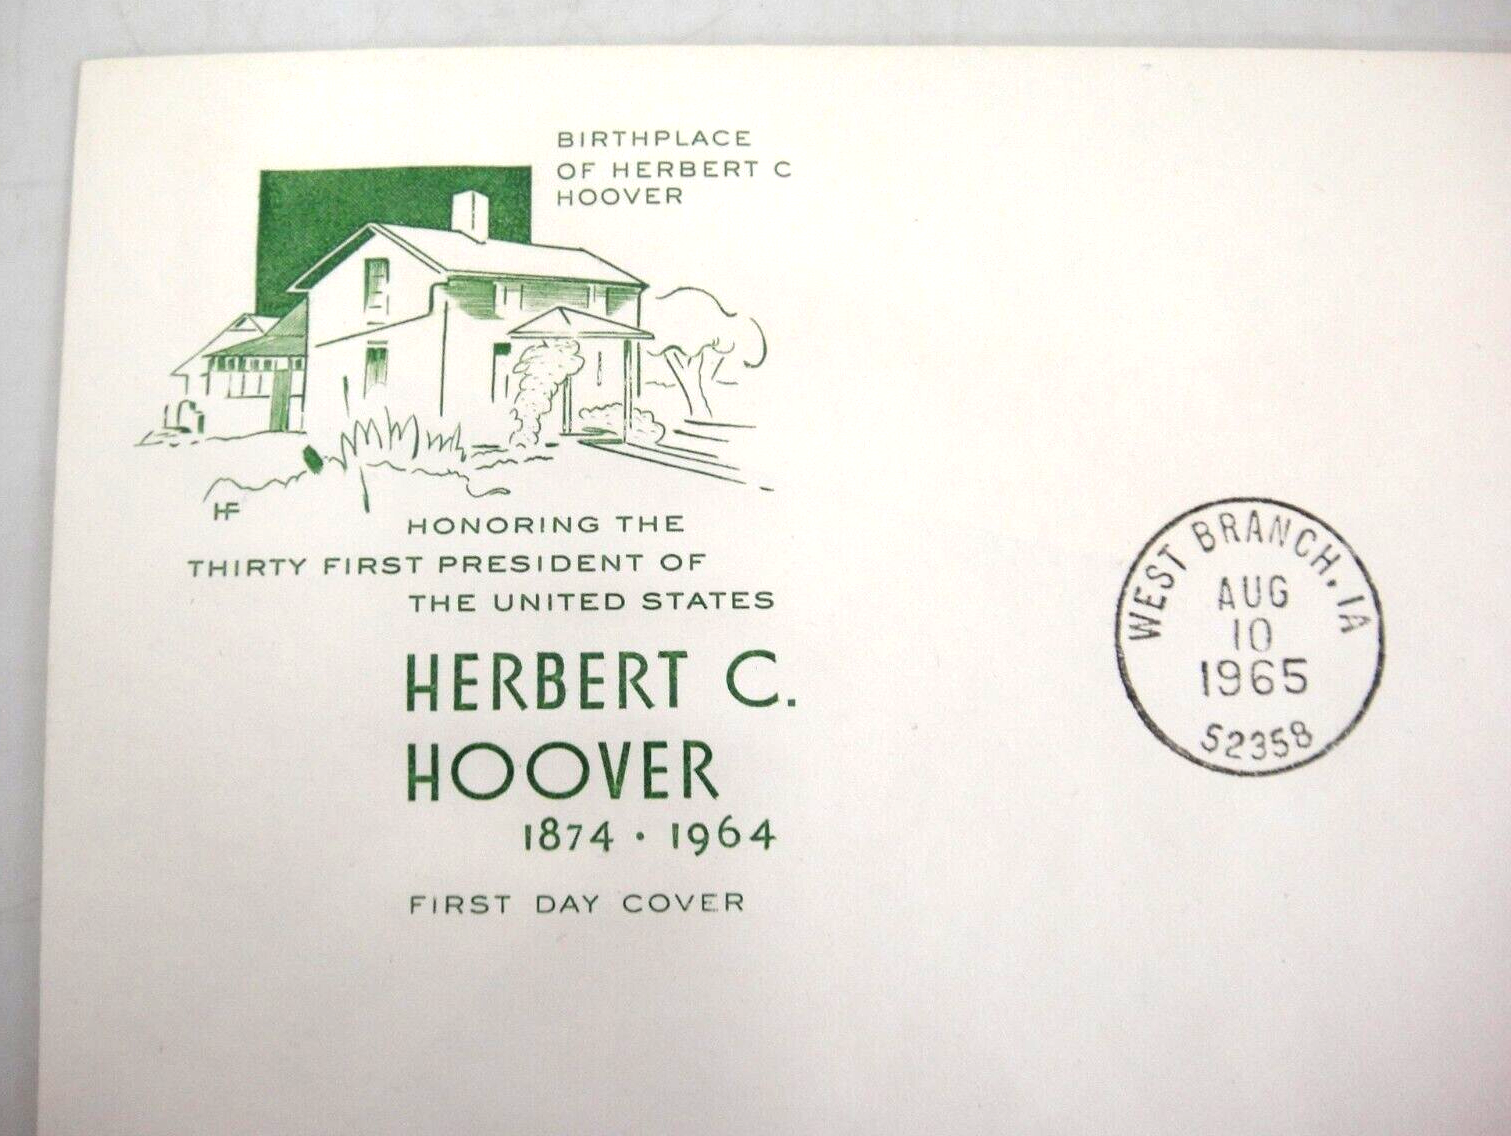 BIRTHPLACE
OF HERBERT C
HOOVER
HF
HONORING THE
THIRTY FIRST PRESIDENT OF
THE UNITED STATES
HERBERT C.
HOOVER
1874 · 1964
FIRST DAY COVER
WEST BRANCH, IA
AUG
10
1965
52358